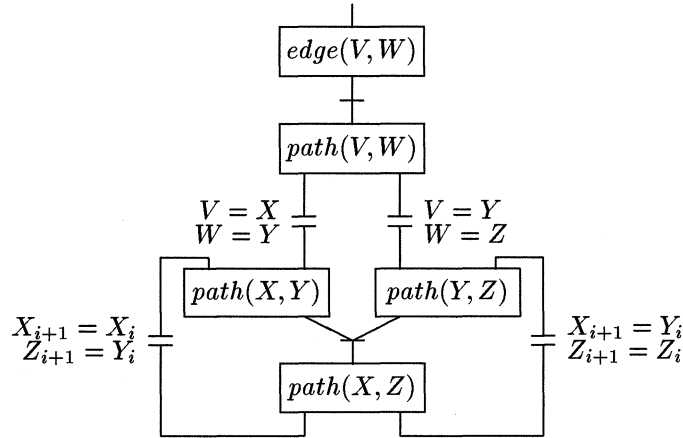 edge(V, W)
path(V, W)
V = X
W = Y
V = Y
W = Z
path(X, Y)
path(Y, Z)
X_{i+1} = X_i
Z_{i+1} = Y_i
X_{i+1} = Y_i
Z_{i+1} = Z_i
path(X, Z)